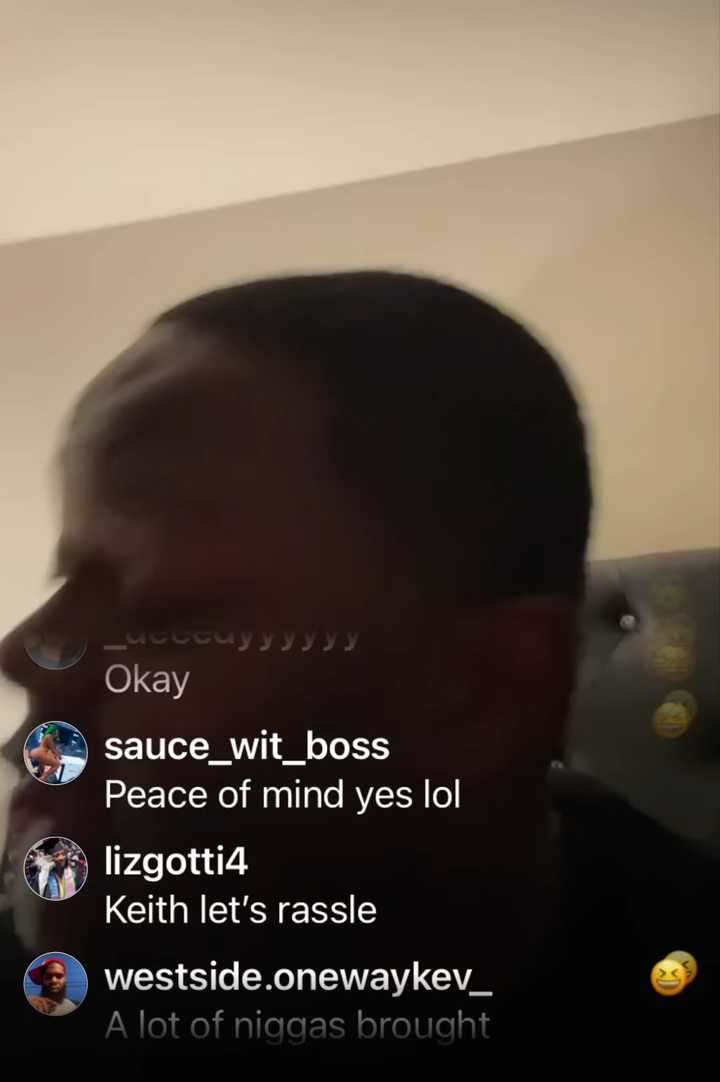 Okay
sauce_wit_boss
Peace of mind yes lol
lizgotti4
Keith let’s rassle
westside.onewaykev_
A lot of niggas brought